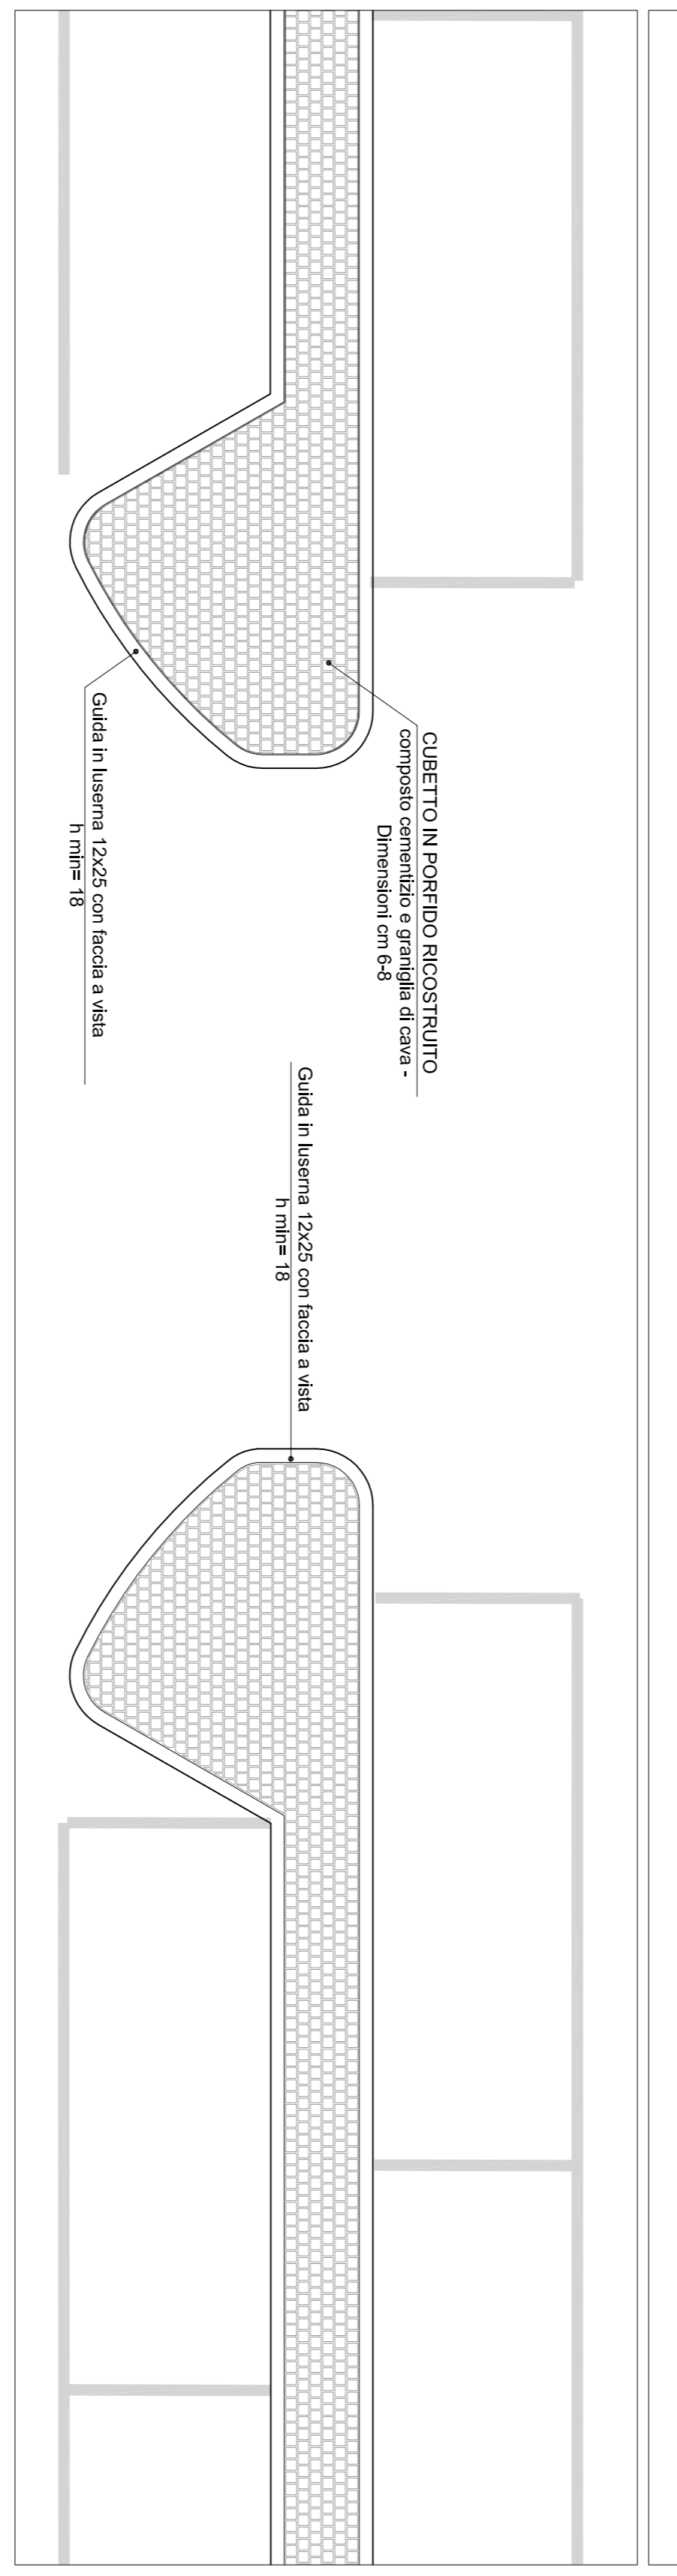 CUBETTO IN PORFIDO RICOSTRUITO
composto cementizio e graniglia di cava -
Dimensioni cm 6-8
Guida in luserna 12x25 con faccia a vista
h min= 18
Guida in luserna 12x25 con faccia a vista
h min= 18